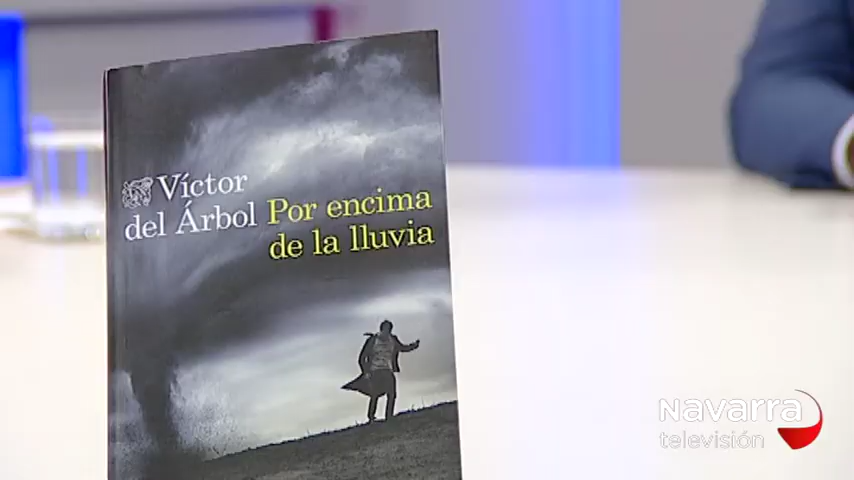 Víctor
del Árbol
Por encima
de la lluvia
Navarra
televisión